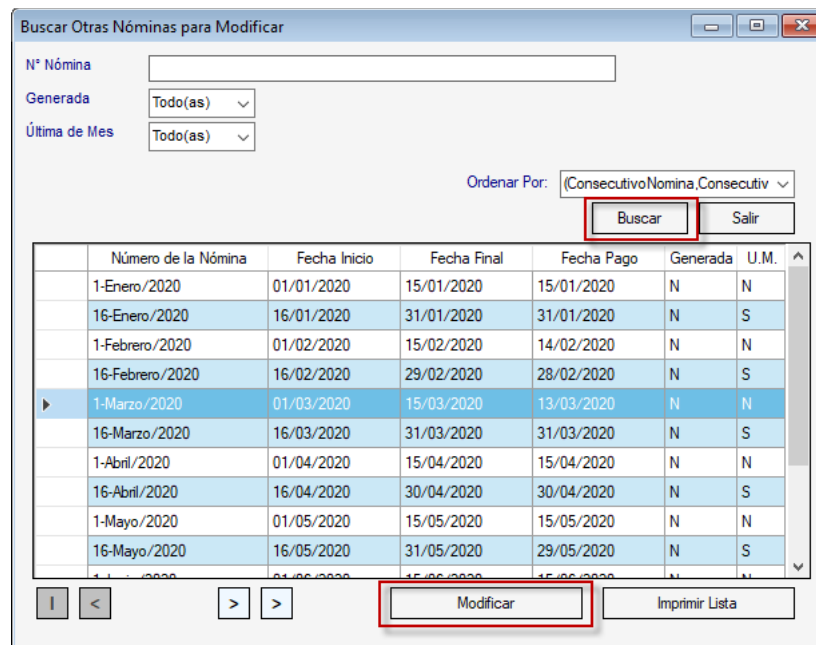 Buscar Otras Nóminas para Modificar
N° Nómina
Generada Todo(as)
Última de Mes Todo(as)
Ordenar Por: (ConsecutivoNomina,Consecutiv
Buscar Salir
Número de la Nómina Fecha Inicio Fecha Final Fecha Pago Generada U.M.
1-Enero/2020 01/01/2020 15/01/2020 15/01/2020 N N
16-Enero/2020 16/01/2020 31/01/2020 31/01/2020 N S
1-Febrero/2020 01/02/2020 15/02/2020 14/02/2020 N N
16-Febrero/2020 16/02/2020 29/02/2020 28/02/2020 N S
1-Marzo/2020 01/03/2020 15/03/2020 13/03/2020 N N
16-Marzo/2020 16/03/2020 31/03/2020 31/03/2020 N S
1-Abril/2020 01/04/2020 15/04/2020 15/04/2020 N N
16-Abril/2020 16/04/2020 30/04/2020 30/04/2020 N S
1-Mayo/2020 01/05/2020 15/05/2020 15/05/2020 N N
16-Mayo/2020 16/05/2020 31/05/2020 29/05/2020 N S
I < > > Modificar Imprimir Lista